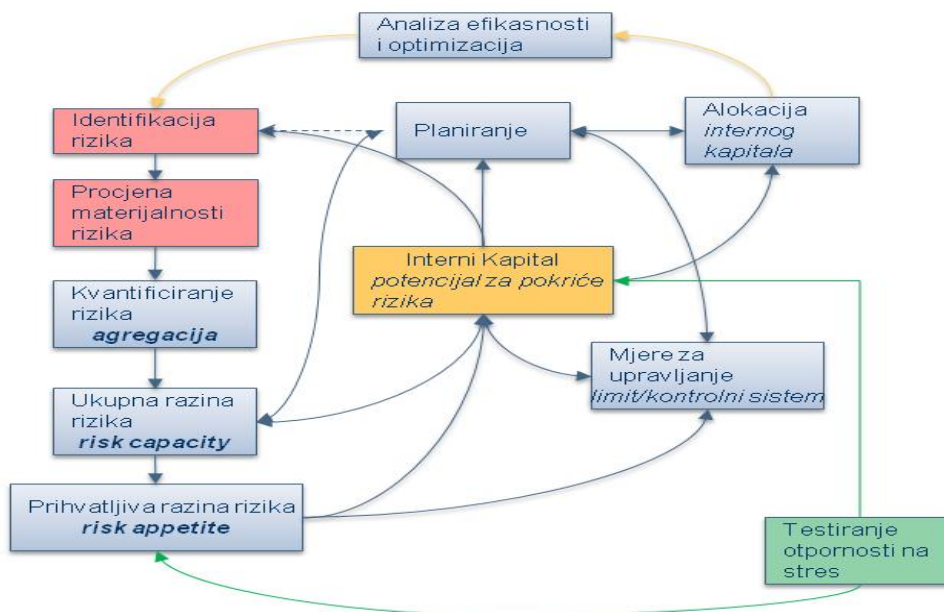 Analiza efikasnosti
i optimizacija
Identifikacija
rizika
Planiranje
Alokacija
internog
kapitala
Procjena
materijalnosti
rizika
Interni Kapital
potencijal za pokriće
rizika
Kvantificiranje
rizika
agregacija
Mjere za
upravljanje
limit/kontrolni sistem
Ukupna razina
rizika
risk capacity
Prihvatljiva razina rizika
risk appetite
Testiranje
otpornosti na
stres